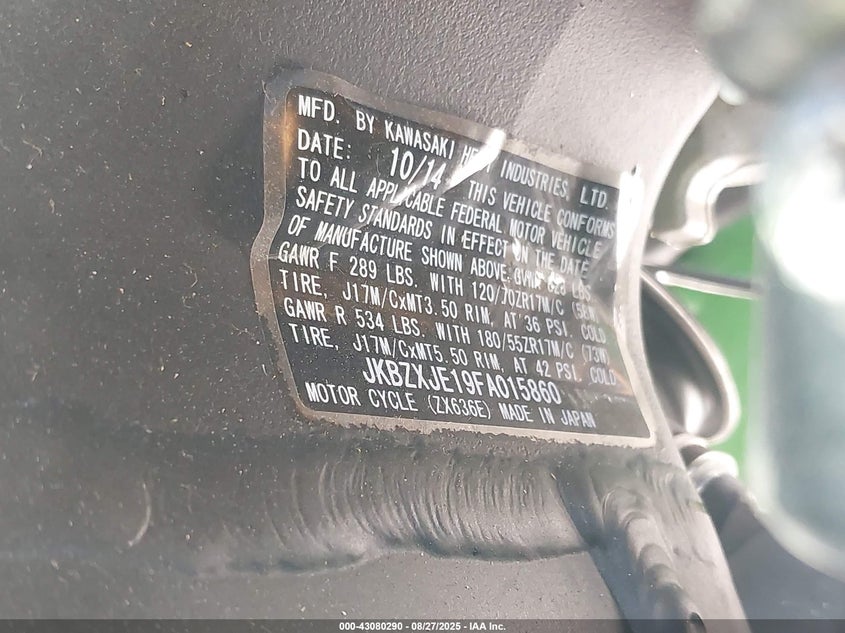 MFD. BY KAWASAKI INDUSTRIES, LTD.
DATE: 10/14 THIS VEHICLE CONFORMS
TO ALL APPLICABLE FEDERAL MOTOR VEHICLE
SAFETY STANDARDS IN EFFECT ON THE DATE
OF MANUFACTURE SHOWN ABOVE. LBS.
GAWR F 289 LBS. WITH 120/70ZR17M/C (58W)
TIRE, J17M/CxMT3.50 RIM, AT 36 PSI. COLD
GAWR R 534 LBS. WITH 180/55ZR17M/C (73W)
TIRE, J17M/CxMT5.50 RIM, AT 42 PSI. COLD
JKBZXJE19FA015860
MOTOR CYCLE (ZX636E) MADE IN JAPAN
000-43080290 - 08/27/2025 - IAA Inc.